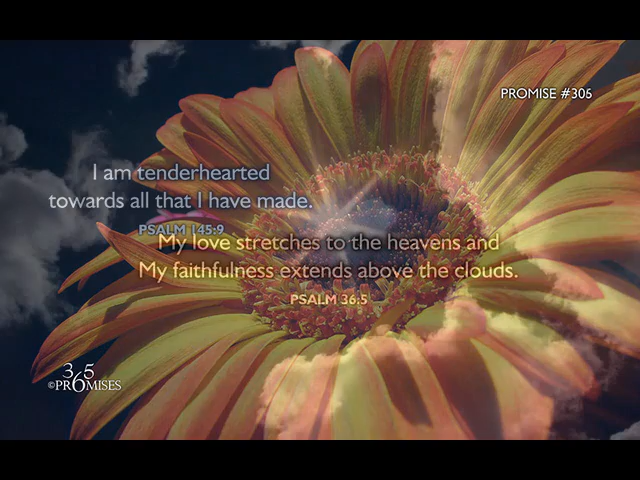 PROMISE #306
I am tenderhearted
towards all that I have made.
PSALM 145:9
My love stretches to the heavens and
My faithfulness extends above the clouds.
PSALM 36:5
365
©PROMISES